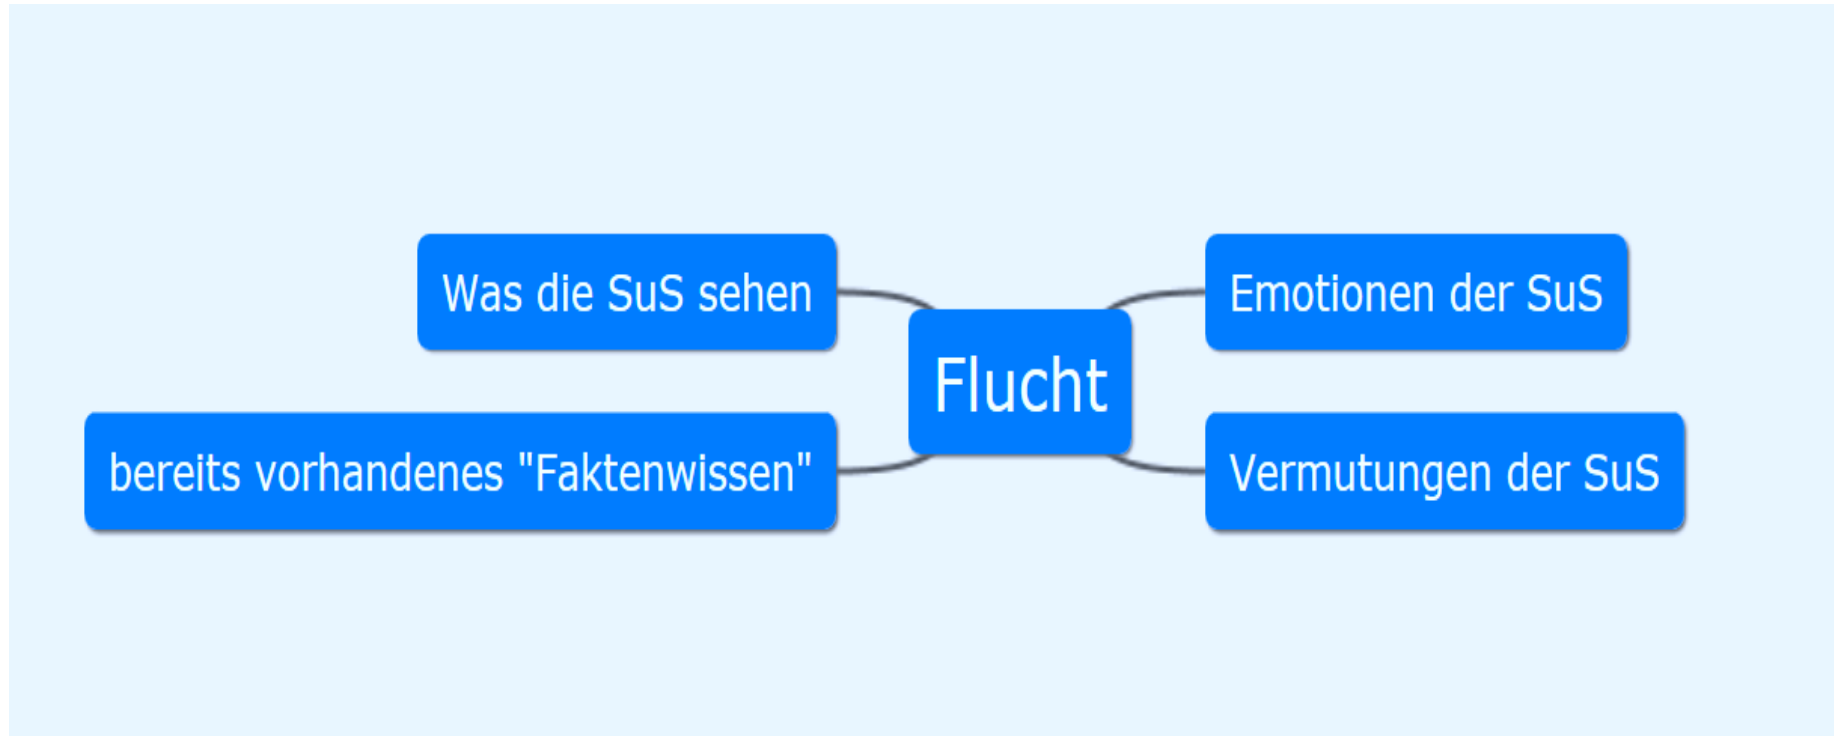 Was die SuS sehen
Emotionen der SuS
Flucht
bereits vorhandenes "Faktenwissen"
Vermutungen der SuS